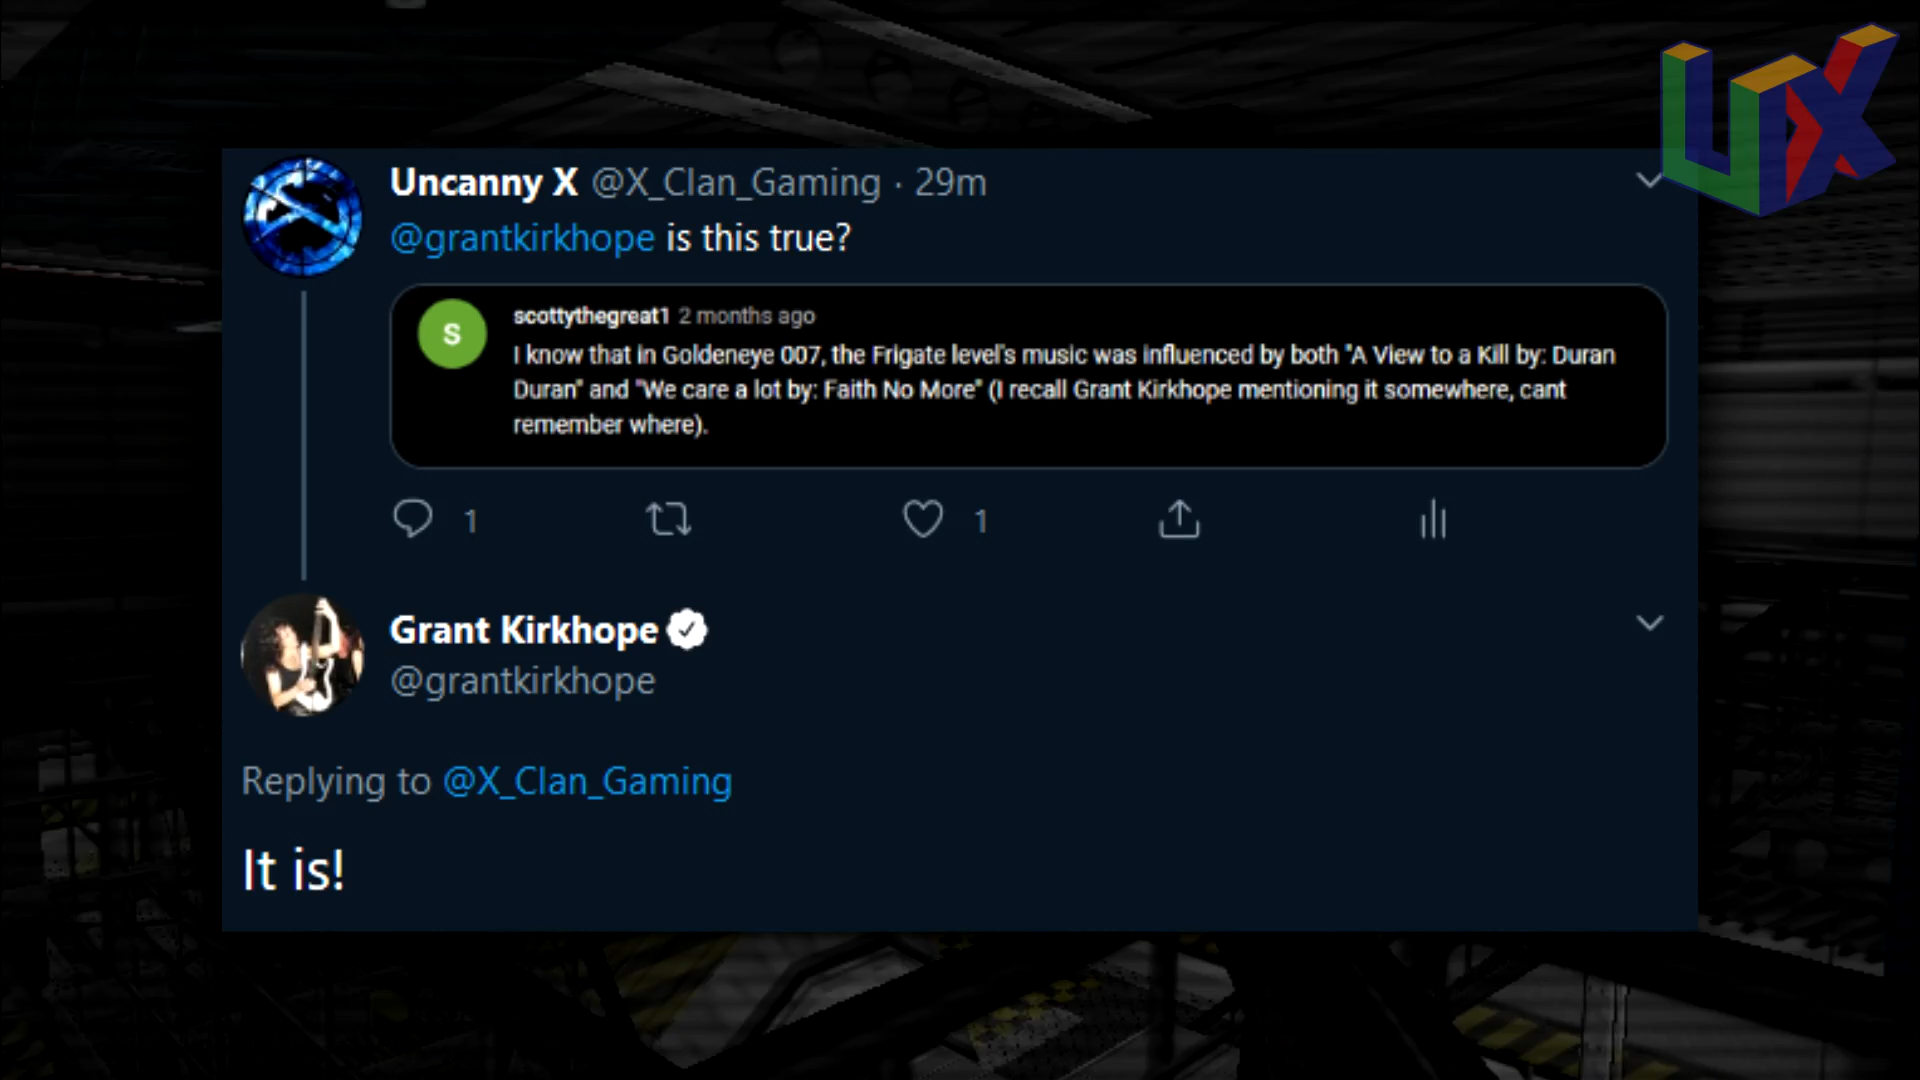 UX
Uncanny X @X_Clan_Gaming · 29m
@grantkirkhope is this true?
S
scottythegreat1 2 months ago
I know that in Goldeneye 007, the Frigate level's music was influenced by both "A View to a Kill by: Duran
Duran" and "We care a lot by: Faith No More" (I recall Grant Kirkhope mentioning it somewhere, cant
remember where).
1 1
Grant Kirkhope
@grantkirkhope
Replying to @X_Clan_Gaming
It is!